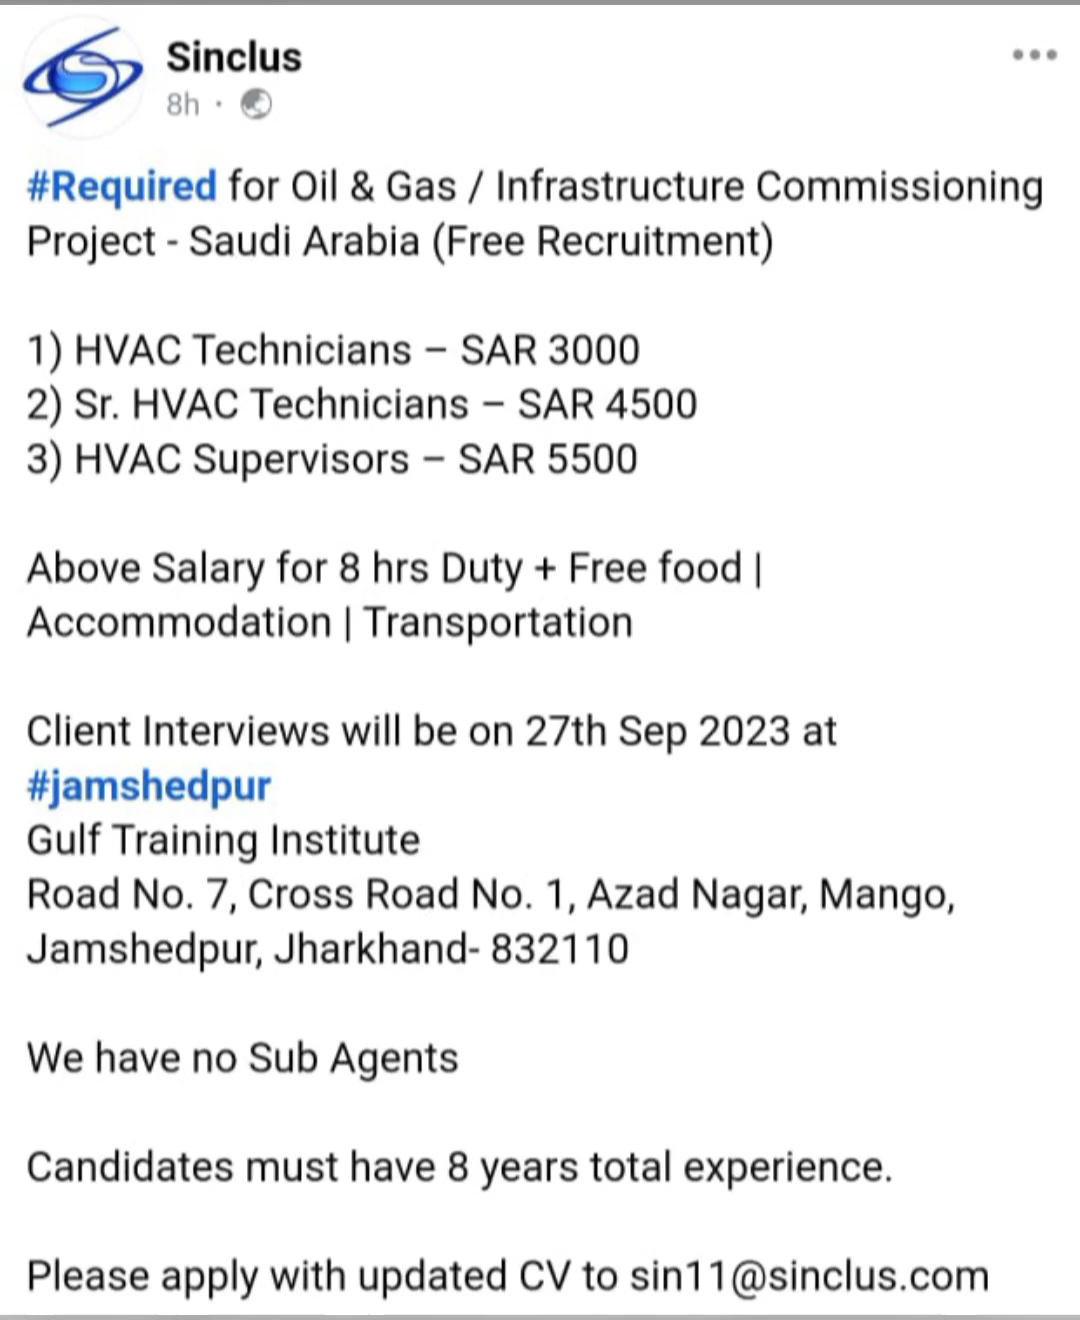 Sinclus
8h ·
#Required for Oil & Gas / Infrastructure Commissioning
Project - Saudi Arabia (Free Recruitment)
1) HVAC Technicians – SAR 3000
2) Sr. HVAC Technicians – SAR 4500
3) HVAC Supervisors – SAR 5500
Above Salary for 8 hrs Duty + Free food |
Accommodation | Transportation
Client Interviews will be on 27th Sep 2023 at
#jamshedpur
Gulf Training Institute
Road No. 7, Cross Road No. 1, Azad Nagar, Mango,
Jamshedpur, Jharkhand- 832110
We have no Sub Agents
Candidates must have 8 years total experience.
Please apply with updated CV to sin11@sinclus.com